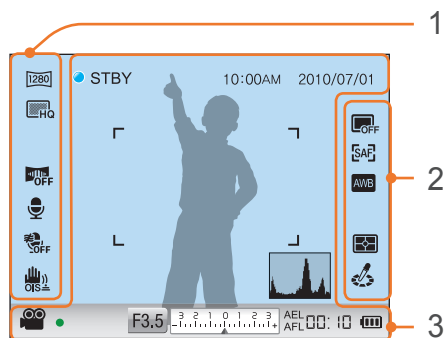 1
1280
STBY 10:00AM 2010/07/01
HQ
OFF
SAF
2
OFF
AWB
OFF
OIS
F3.5 3 2 1 0 1 2 3 - + AEL AFL 00:10
3